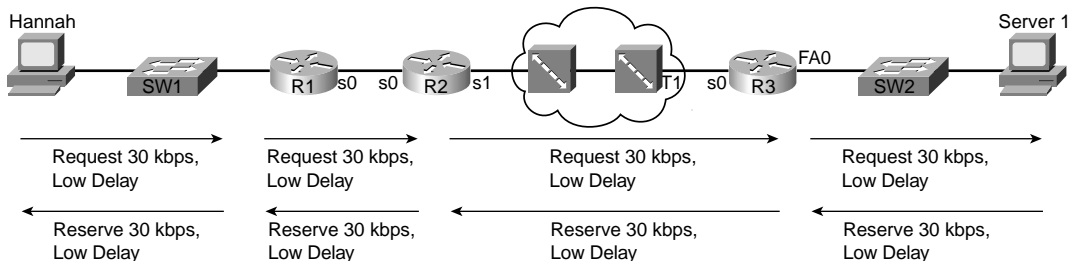 Hannah
Server 1
SW1
R1
s0
s0
R2
s1
T1
s0
R3
FA0
SW2
Request 30 kbps,
Low Delay
Request 30 kbps,
Low Delay
Request 30 kbps,
Low Delay
Request 30 kbps,
Low Delay
Reserve 30 kbps,
Low Delay
Reserve 30 kbps,
Low Delay
Reserve 30 kbps,
Low Delay
Reserve 30 kbps,
Low Delay